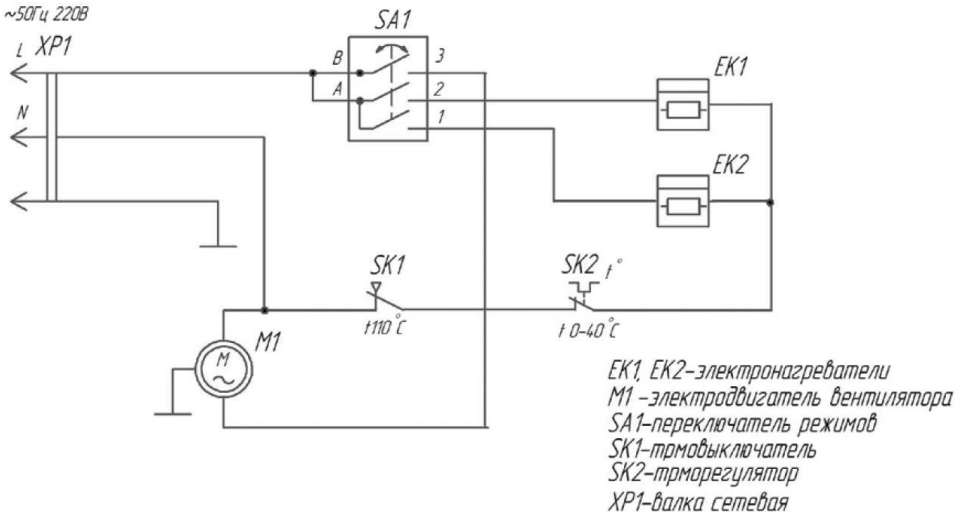 ~50Гц 220В
L XP1
N
SA1
B 3
A 2
1
EK1
EK2
SK1
t110°C
SK2 t°
t 0-40°C
M1
M
EK1, EK2-электронагреватели
M1 -электродвигатель вентилятора
SA1-переключатель режимов
SK1-трмовыключатель
SK2-трморегулятор
XP1-валка сетевая